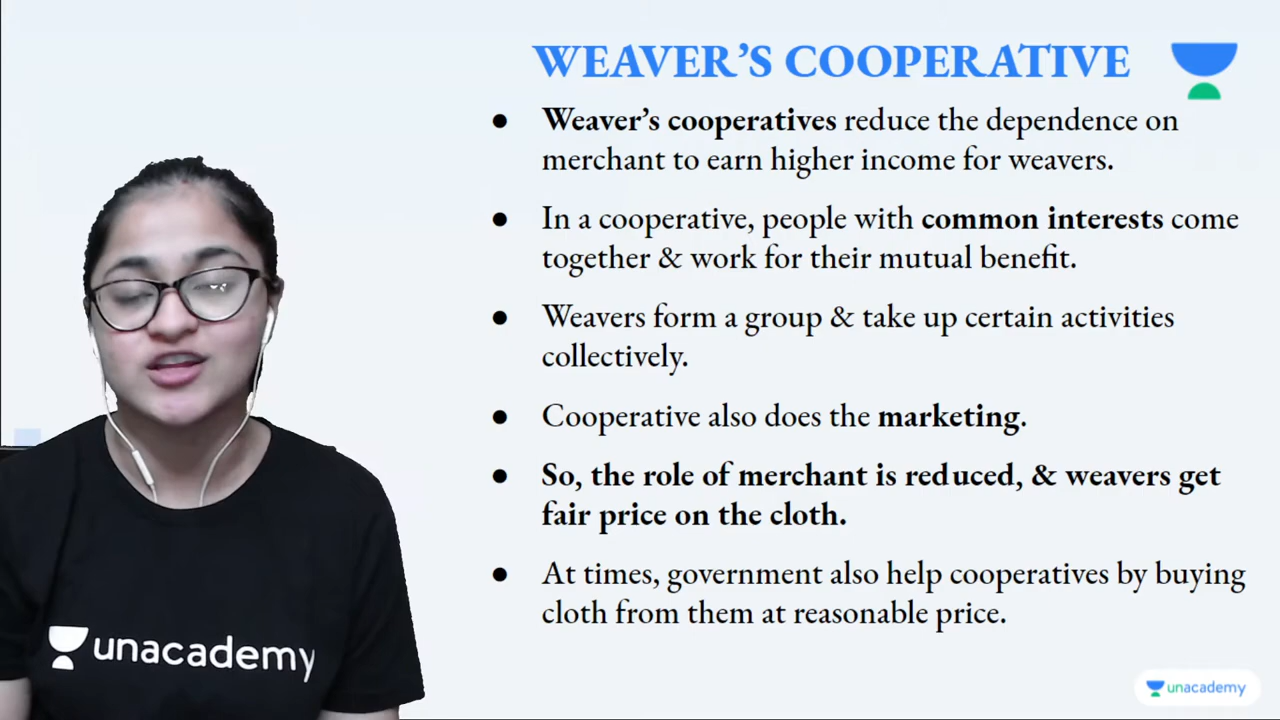 WEAVER’S COOPERATIVE
● Weaver’s cooperatives reduce the dependence on
merchant to earn higher income for weavers.
● In a cooperative, people with common interests come
together & work for their mutual benefit.
● Weavers form a group & take up certain activities
collectively.
● Cooperative also does the marketing.
● So, the role of merchant is reduced, & weavers get
fair price on the cloth.
● At times, government also help cooperatives by buying
cloth from them at reasonable price.
unacademy
unacademy